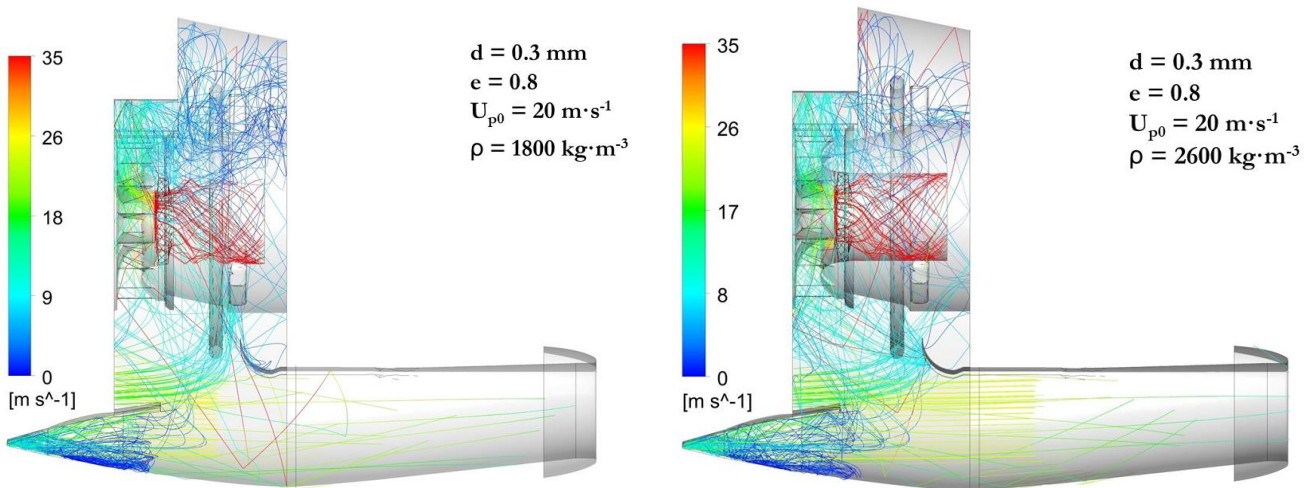 35
26
18
9
0
[m s^-1]
d = 0.3 mm
e = 0.8
Uₚ₀ = 20 m·s⁻¹
ρ = 1800 kg·m⁻³
35
26
17
8
0
[m s^-1]
d = 0.3 mm
e = 0.8
Uₚ₀ = 20 m·s⁻¹
ρ = 2600 kg·m⁻³